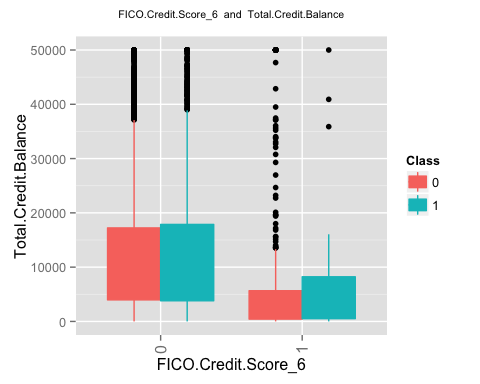 FICO.Credit.Score_6 and Total.Credit.Balance
50000
40000
30000
20000
10000
0
Total.Credit.Balance
0
1
FICO.Credit.Score_6
Class
0
1